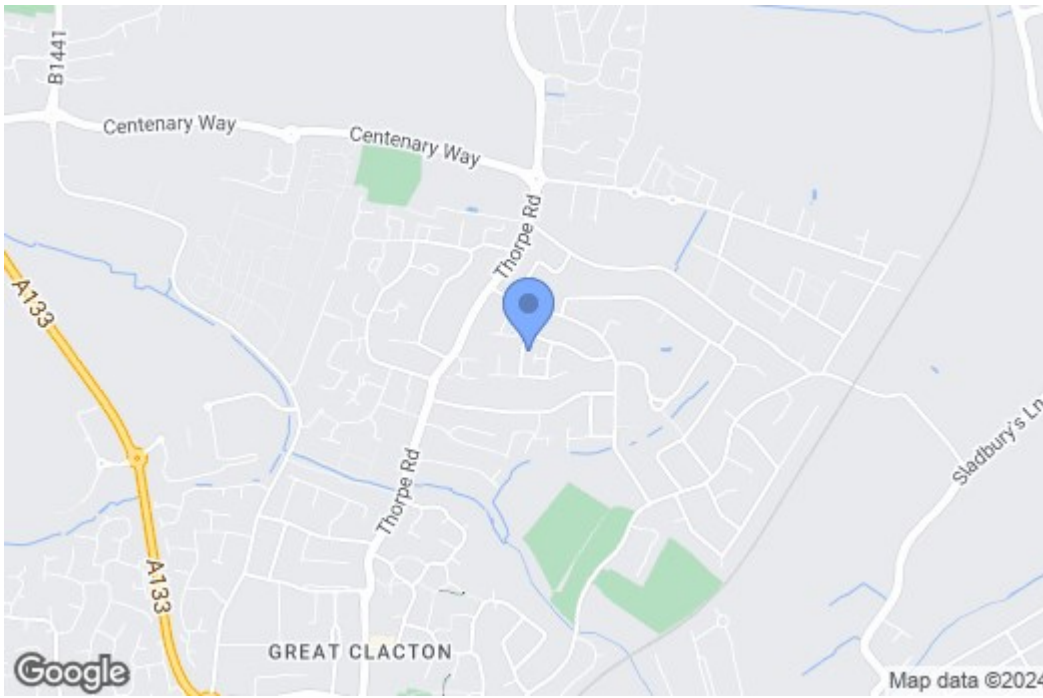 B1441
Centenary Way
Centenary Way
Thorpe Rd
A133
Sladbury's Ln
Thorpe Rd
A133
GREAT CLACTON
Google
Map data ©2024